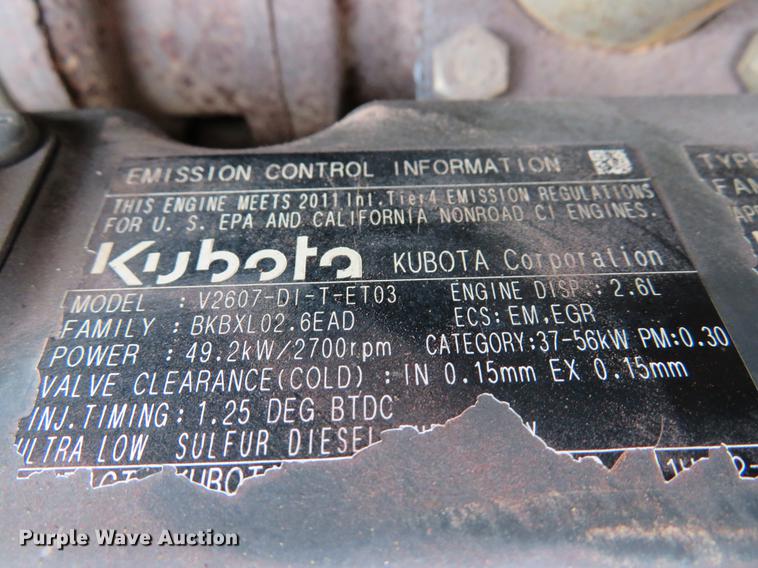 EMISSION CONTROL INFORMATION
THIS ENGINE MEETS 2011 Int.Tier4 EMISSION REGULATIONS
FOR U. S. EPA AND CALIFORNIA NONROAD CI ENGINES.
Kubota KUBOTA Corporation
MODEL : V2607-DI-T-ET03 ENGINE DISP.: 2.6L
FAMILY : BKBXL02.6EAD ECS: EM,EGR
POWER : 49.2kW/2700rpm CATEGORY:37-56kW PM:0.30
VALVE CLEARANCE(COLD) : IN 0.15mm EX 0.15mm
INJ.TIMING: 1.25 DEG BTDC
ULTRA LOW SULFUR DIESEL
TYPE
FAM
Purple Wave Auction